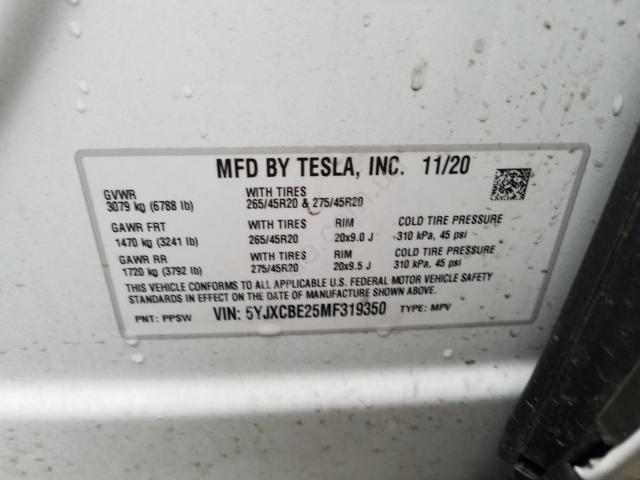 MFD BY TESLA, INC. 11/20
GVWR WITH TIRES
3079 kg (6788 lb) 265/45R20 & 275/45R20
GAWR FRT WITH TIRES RIM COLD TIRE PRESSURE
1470 kg (3241 lb) 265/45R20 20x9.0 J 310 kPa, 45 psi
GAWR RR WITH TIRES RIM COLD TIRE PRESSURE
1720 kg (3792 lb) 275/45R20 20x9.5 J 310 kPa, 45 psi
THIS VEHICLE CONFORMS TO ALL APPLICABLE U.S. FEDERAL MOTOR VEHICLE SAFETY
STANDARDS IN EFFECT ON THE DATE OF MANUFACTURE SHOWN ABOVE.
PNT: PPSW VIN: 5YJXCBE25MF319350 TYPE: MPV